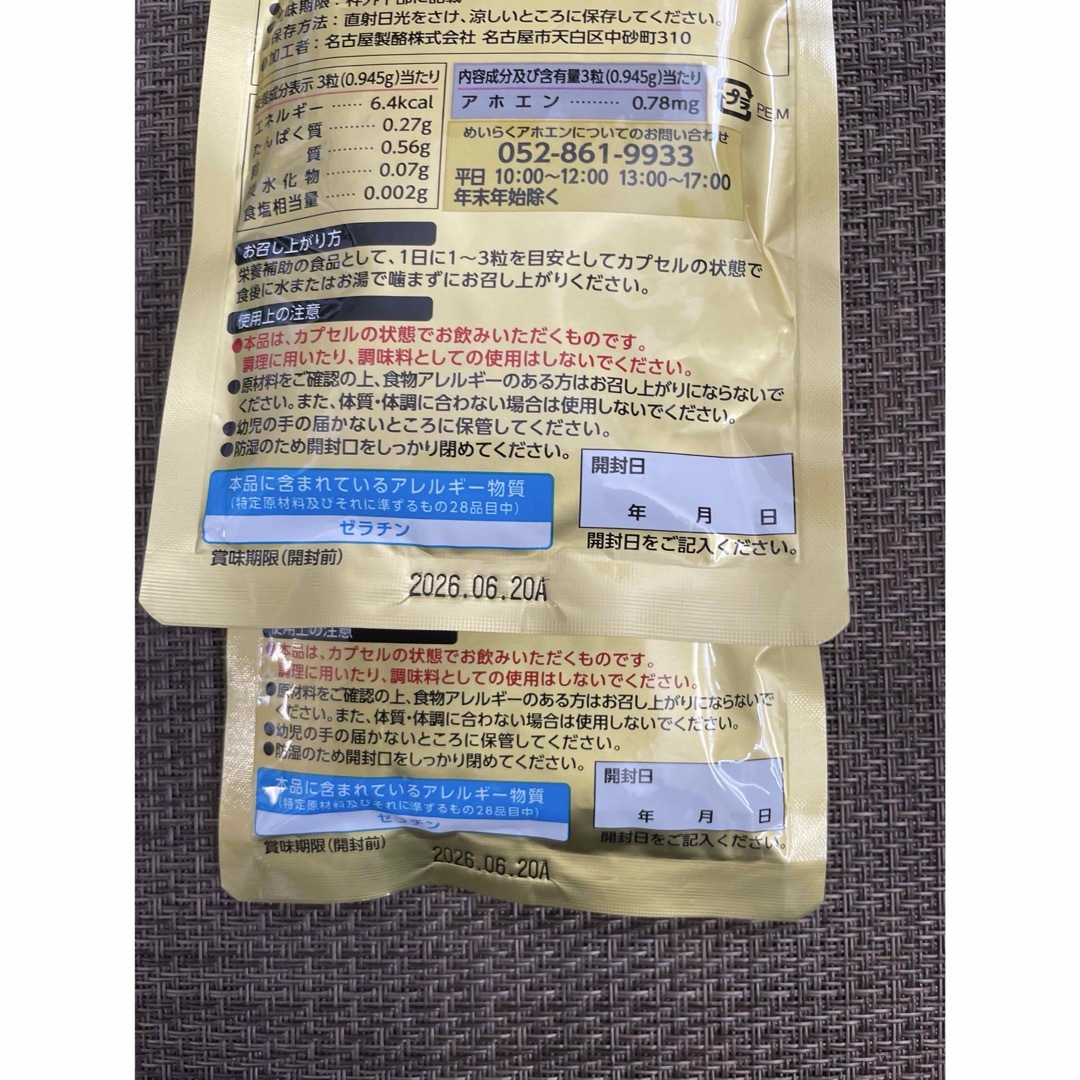 味期限：枠外下部に記載
●保存方法：直射日光をさけ、涼しいところに保存してください。
加工者：名古屋製酪株式会社 名古屋市天白区中砂町310
成分表示 3粒(0.945g)当たり
エネルギー …… 6.4kcal
たんぱく質 ……… 0.27g
質 ……… 0.56g
水化物 ……… 0.07g
食塩相当量 …… 0.002g
内容成分及び含有量3粒(0.945g)当たり
アホエン ……… 0.78mg
プラ
PE,M
めいらくアホエンについてのお問い合わせ
052-861-9933
平日 10:00〜12:00 13:00〜17:00
年末年始除く
お召し上がり方
栄養補助の食品として、1日に1〜3粒を目安としてカプセルの状態で
食後に水またはお湯で噛まずにお召し上がりください。
使用上の注意
●本品は、カプセルの状態でお飲みいただくものです。
調理に用いたり、調味料としての使用はしないでください。
●原材料をご確認の上、食物アレルギーのある方はお召し上がりにならないで
ください。また、体質・体調に合わない場合は使用しないでください。
●幼児の手の届かないところに保管してください。
●防湿のため開封口をしっかり閉めてください。
本品に含まれているアレルギー物質
(特定原材料及びそれに準ずるもの28品目中)
ゼラチン
開封日
年 月 日
開封日をご記入ください。
賞味期限(開封前)
2026.06.20A
使用上の注意
●本品は、カプセルの状態でお飲みいただくものです。
調理に用いたり、調味料としての使用はしないでください。
●原材料をご確認の上、食物アレルギーのある方はお召し上がりにならないで
ください。また、体質・体調に合わない場合は使用しないでください。
●幼児の手の届かないところに保管してください。
●防湿のため開封口をしっかり閉めてください。
本品に含まれているアレルギー物質
(特定原材料及びそれに準ずるもの28品目中)
ゼラチン
開封日
年 月 日
開封日をご記入ください。
賞味期限(開封前)
2026.06.20A